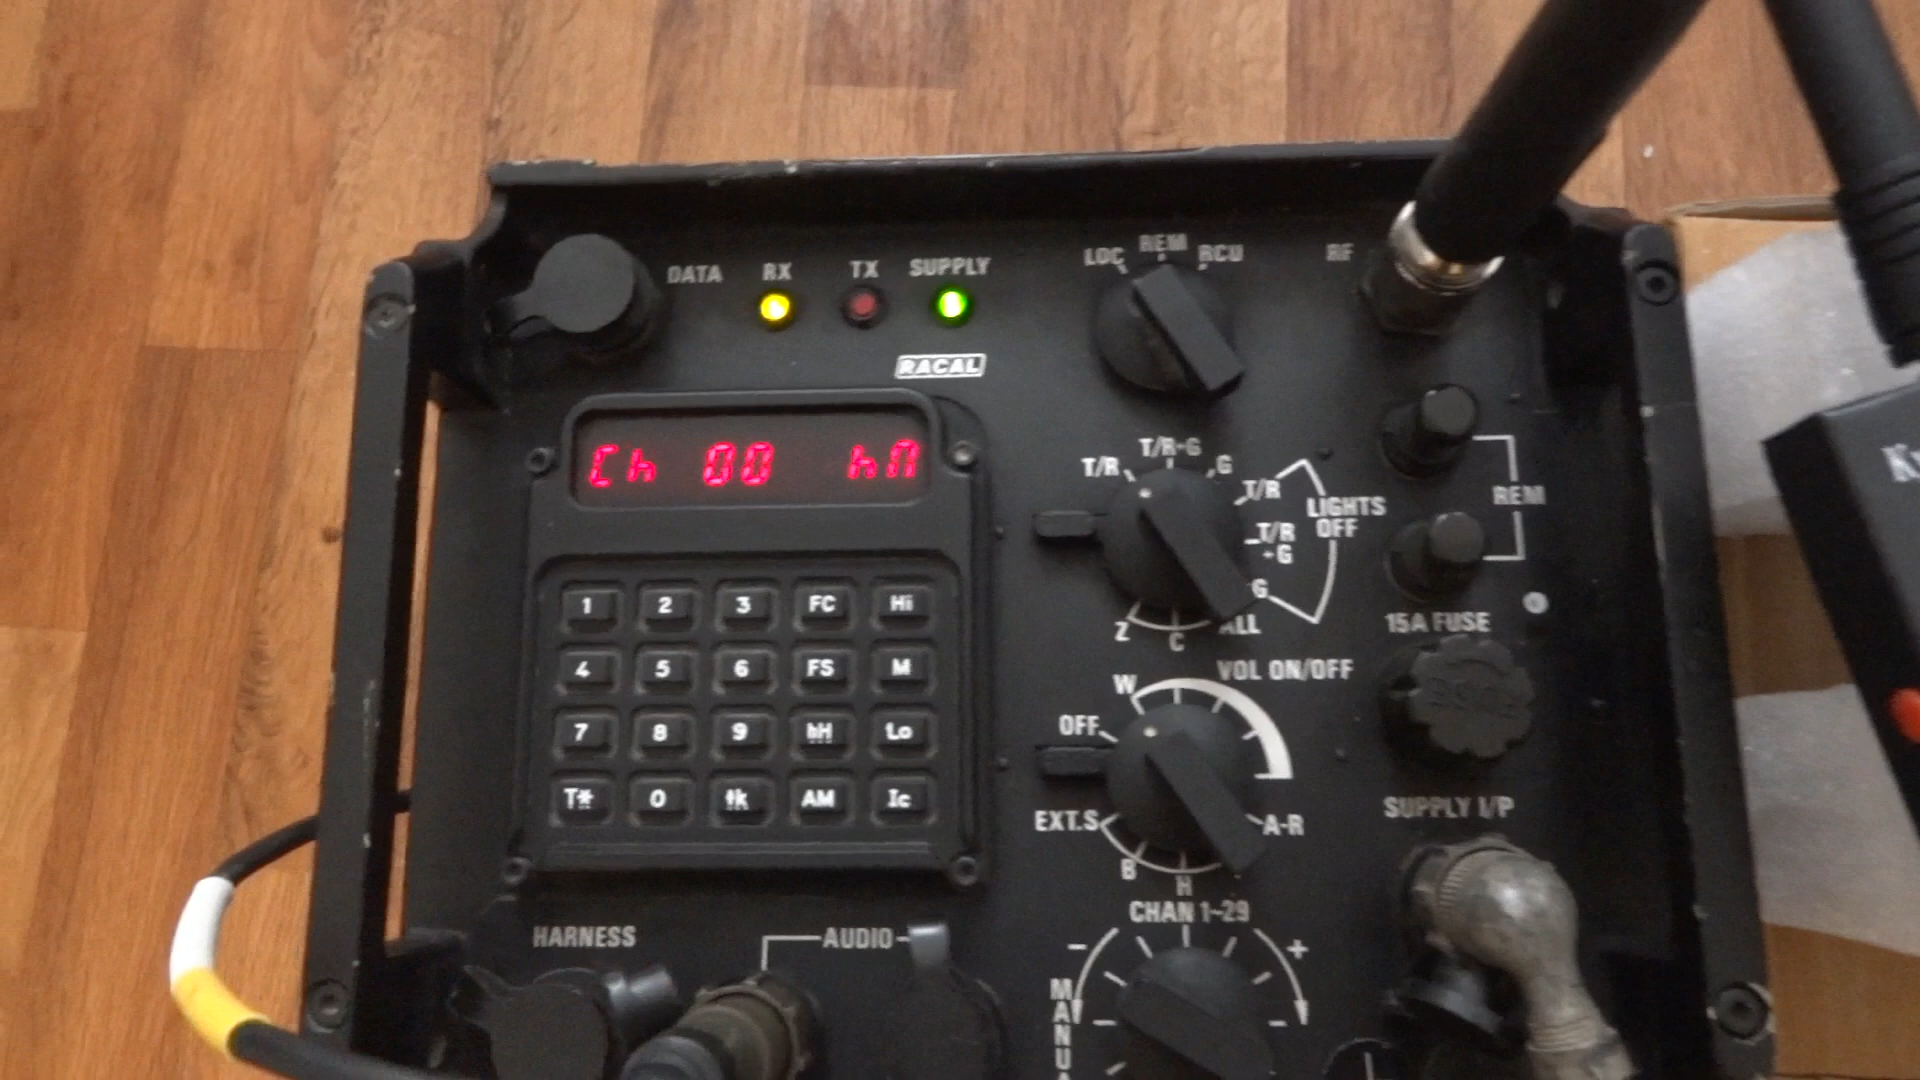 DATA RX TX SUPPLY
LOC REM RCU
RF
RACAL
Ch 00 hM
T/R T/R+G G
T/R
T/R
+G
G
LIGHTS
OFF
REM
Z C ALL
15A FUSE
1 2 3 FC Hi
4 5 6 FS M
7 8 9 hH Lo
T* 0 tk AM Ic
VOL ON/OFF
W
OFF
EXT.S
B
H
A-R
SUPPLY I/P
CHAN 1-29
- +
HARNESS
AUDIO